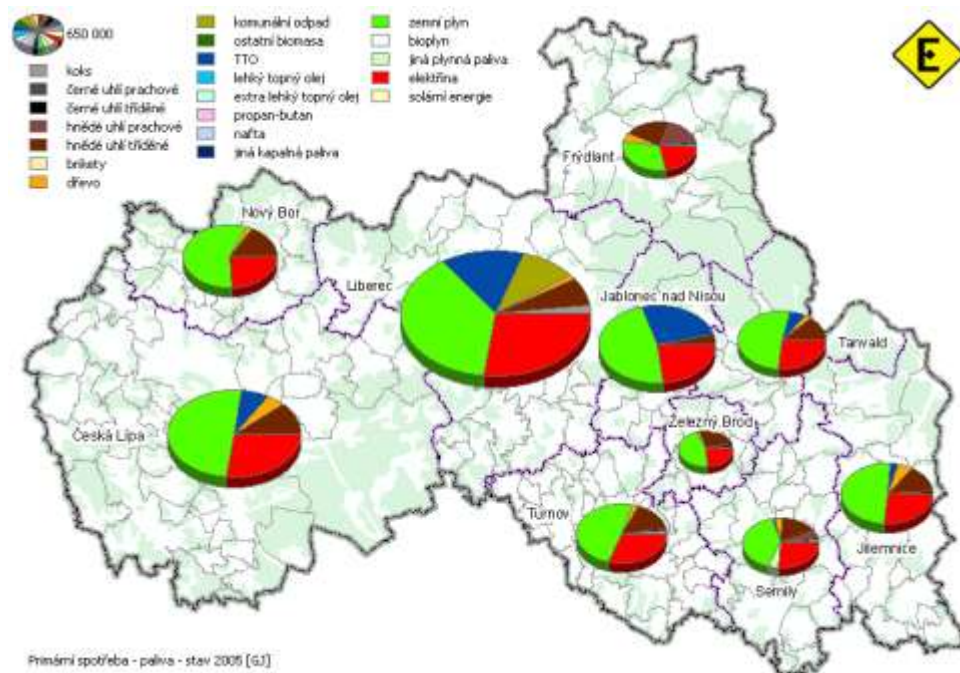 650 000
koks
černé uhlí prachové
černé uhlí tříděné
hnědé uhlí prachové
hnědé uhlí tříděné
brikety
dřevo
komunální odpad
ostatní biomasa
TTO
lehký topný olej
extra lehký topný olej
propan-butan
nafta
jiná kapalná paliva
zemní plyn
bioplyn
jiná plynná paliva
elektřina
solární energie
E
Frýdlant
Nový Bor
Liberec
Jablonec nad Nisou
Tanvald
Železný Brod
Česká Lípa
Turnov
Jilemnice
Semily
Primární spotřeba - paliva - stav 2005 [GJ]